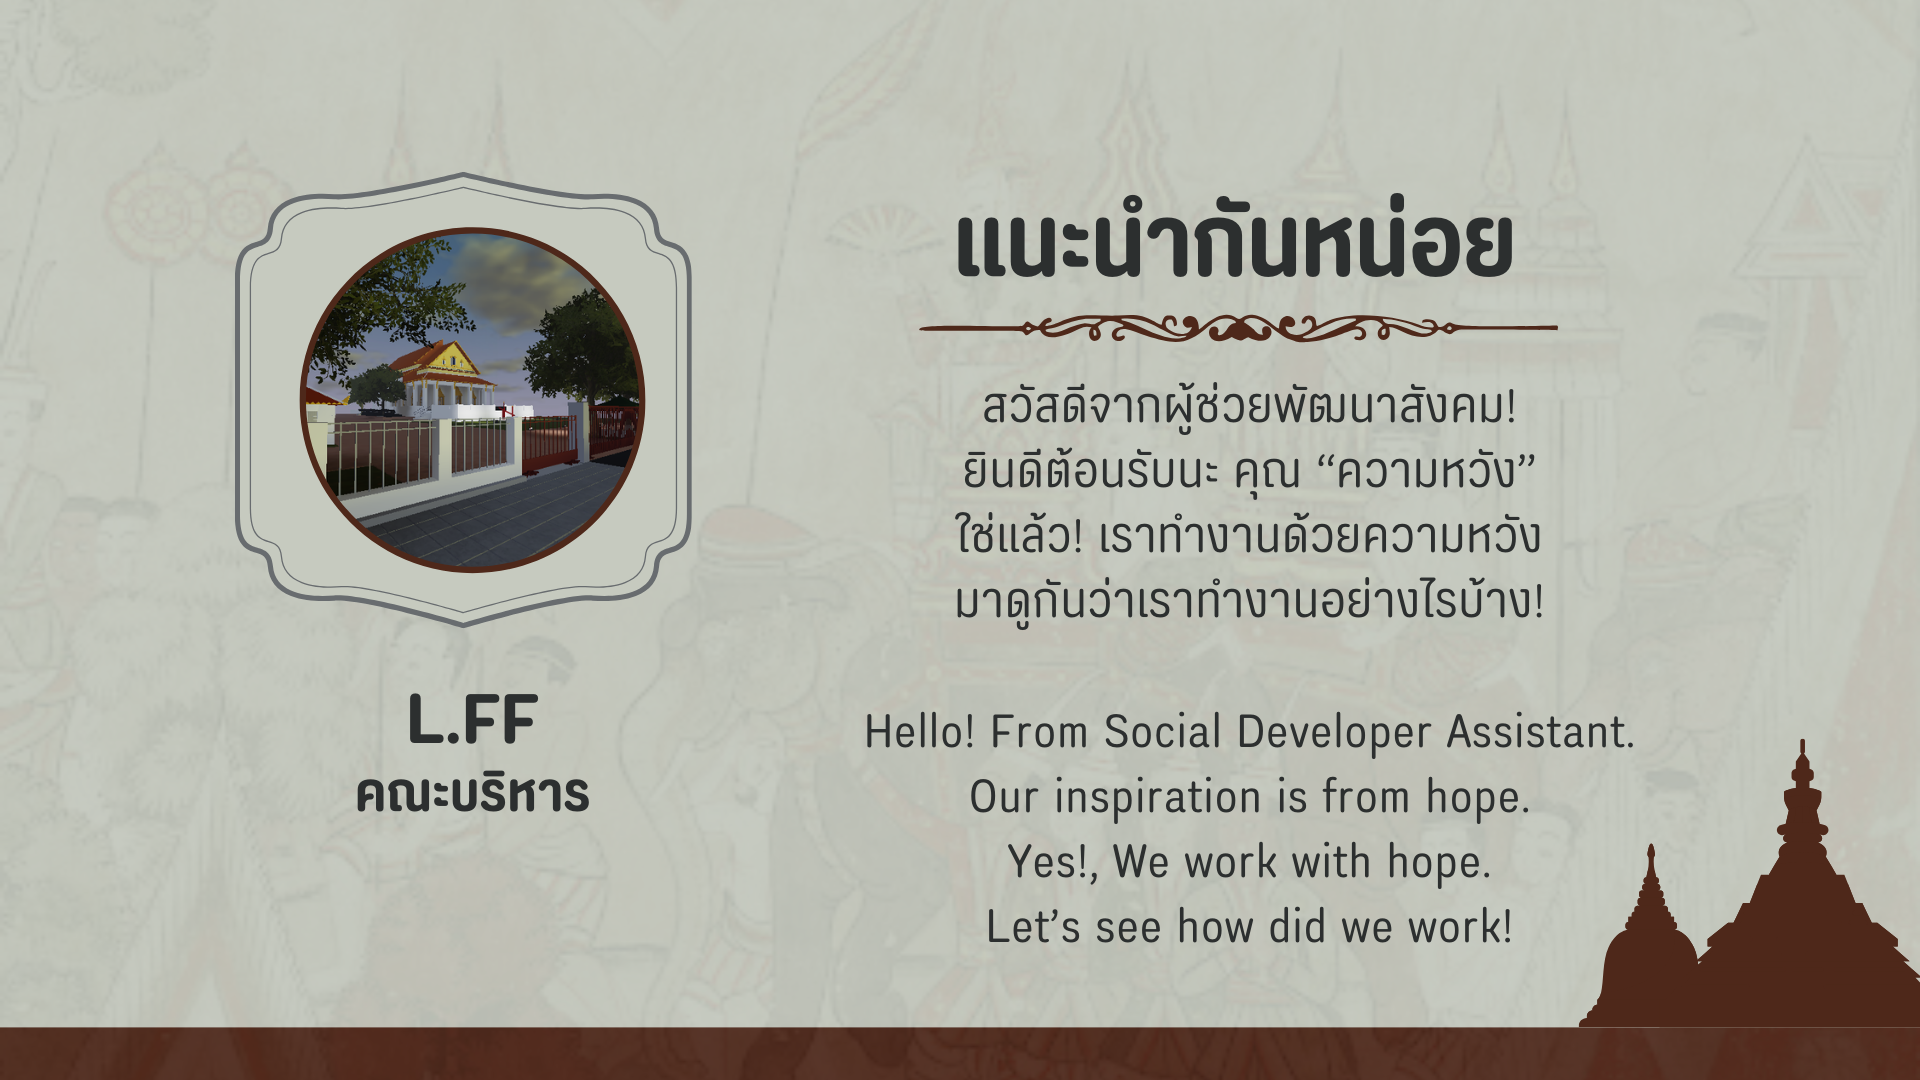 L.FF
คณะบริหาร
แนะนำกันหน่อย
สวัสดีจากผู้ช่วยพัฒนาสังคม!
ยินดีต้อนรับนะ คุณ “ความหวัง”
ใช่แล้ว! เราทำงานด้วยความหวัง
มาดูกันว่าเราทำงานอย่างไรบ้าง!
Hello! From Social Developer Assistant.
Our inspiration is from hope.
Yes!, We work with hope.
Let’s see how did we work!